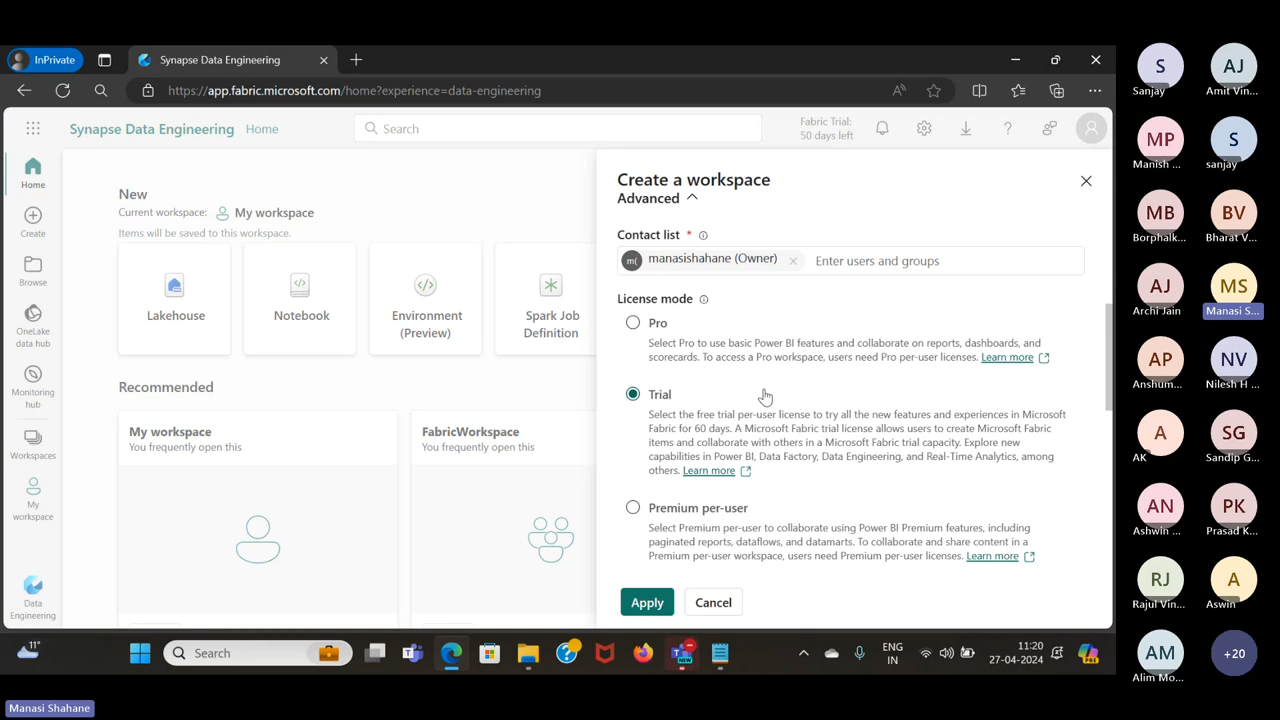 InPrivate
Synapse Data Engineering
https://app.fabric.microsoft.com/home?experience=data-engineering
Synapse Data Engineering Home
Search
Fabric Trial:
50 days left
Home
Create
Browse
OneLake
data hub
Monitoring
hub
Workspaces
My
workspace
Data
Engineering
New
Current workspace: My workspace
Items will be saved to this workspace.
Lakehouse
Notebook
Environment
(Preview)
Spark Job
Definition
Recommended
My workspace
You frequently open this
FabricWorkspace
You frequently open this
Create a workspace
Advanced
Contact list *
m( manasishahane (Owner) Enter users and groups
License mode
Pro
Select Pro to use basic Power BI features and collaborate on reports, dashboards, and
scorecards. To access a Pro workspace, users need Pro per-user licenses. Learn more
Trial
Select the free trial per-user license to try all the new features and experiences in Microsoft
Fabric for 60 days. A Microsoft Fabric trial license allows users to create Microsoft Fabric
items and collaborate with others in a Microsoft Fabric trial capacity. Explore new
capabilities in Power BI, Data Factory, Data Engineering, and Real-Time Analytics, among
others. Learn more
Premium per-user
Select Premium per-user to collaborate using Power BI Premium features, including
paginated reports, dataflows, and datamarts. To collaborate and share content in a
Premium per-user workspace, users need Premium per-user licenses. Learn more
Apply Cancel
S
Sanjay
AJ
Amit Vin...
MP
Manish ...
S
sanjay
MB
Borphalk...
BV
Bharat V...
AJ
Archi Jain
MS
Manasi S...
AP
Anshum...
NV
Nilesh H ...
A
AK
SG
Sandip G...
AN
Ashwin ...
PK
Prasad K...
RJ
Rajul Vin...
A
Aswin
AM
Alim Mo...
+20
11°
Search
NEW
ENG
IN
11:20
27-04-2024
PRE
Manasi Shahane